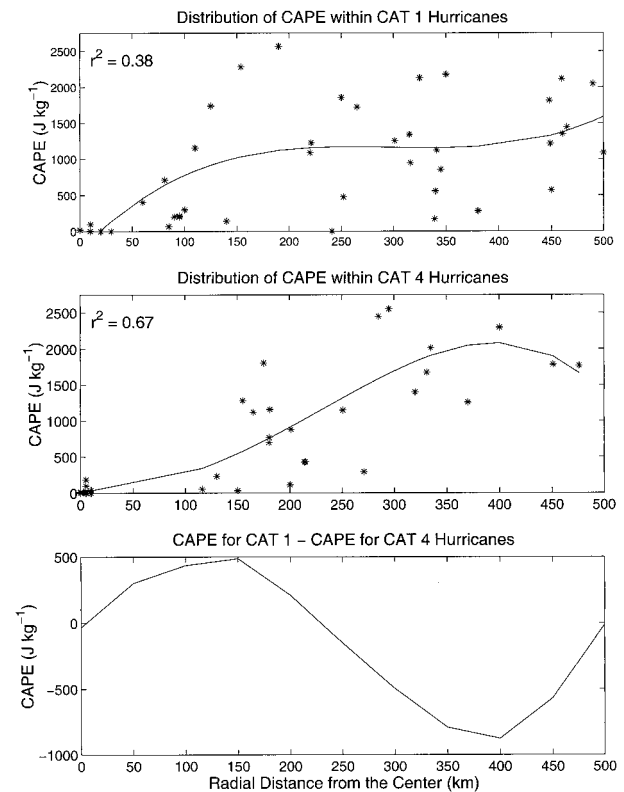 Distribution of CAPE within CAT 1 Hurricanes
r² = 0.38
CAPE (J kg⁻¹)
2500
2000
1500
1000
500
0
0 50 100 150 200 250 300 350 400 450 500
Distribution of CAPE within CAT 4 Hurricanes
r² = 0.67
CAPE (J kg⁻¹)
2500
2000
1500
1000
500
0
0 50 100 150 200 250 300 350 400 450 500
CAPE for CAT 1 – CAPE for CAT 4 Hurricanes
CAPE (J kg⁻¹)
500
0
−500
−1000
0 50 100 150 200 250 300 350 400 450 500
Radial Distance from the Center (km)